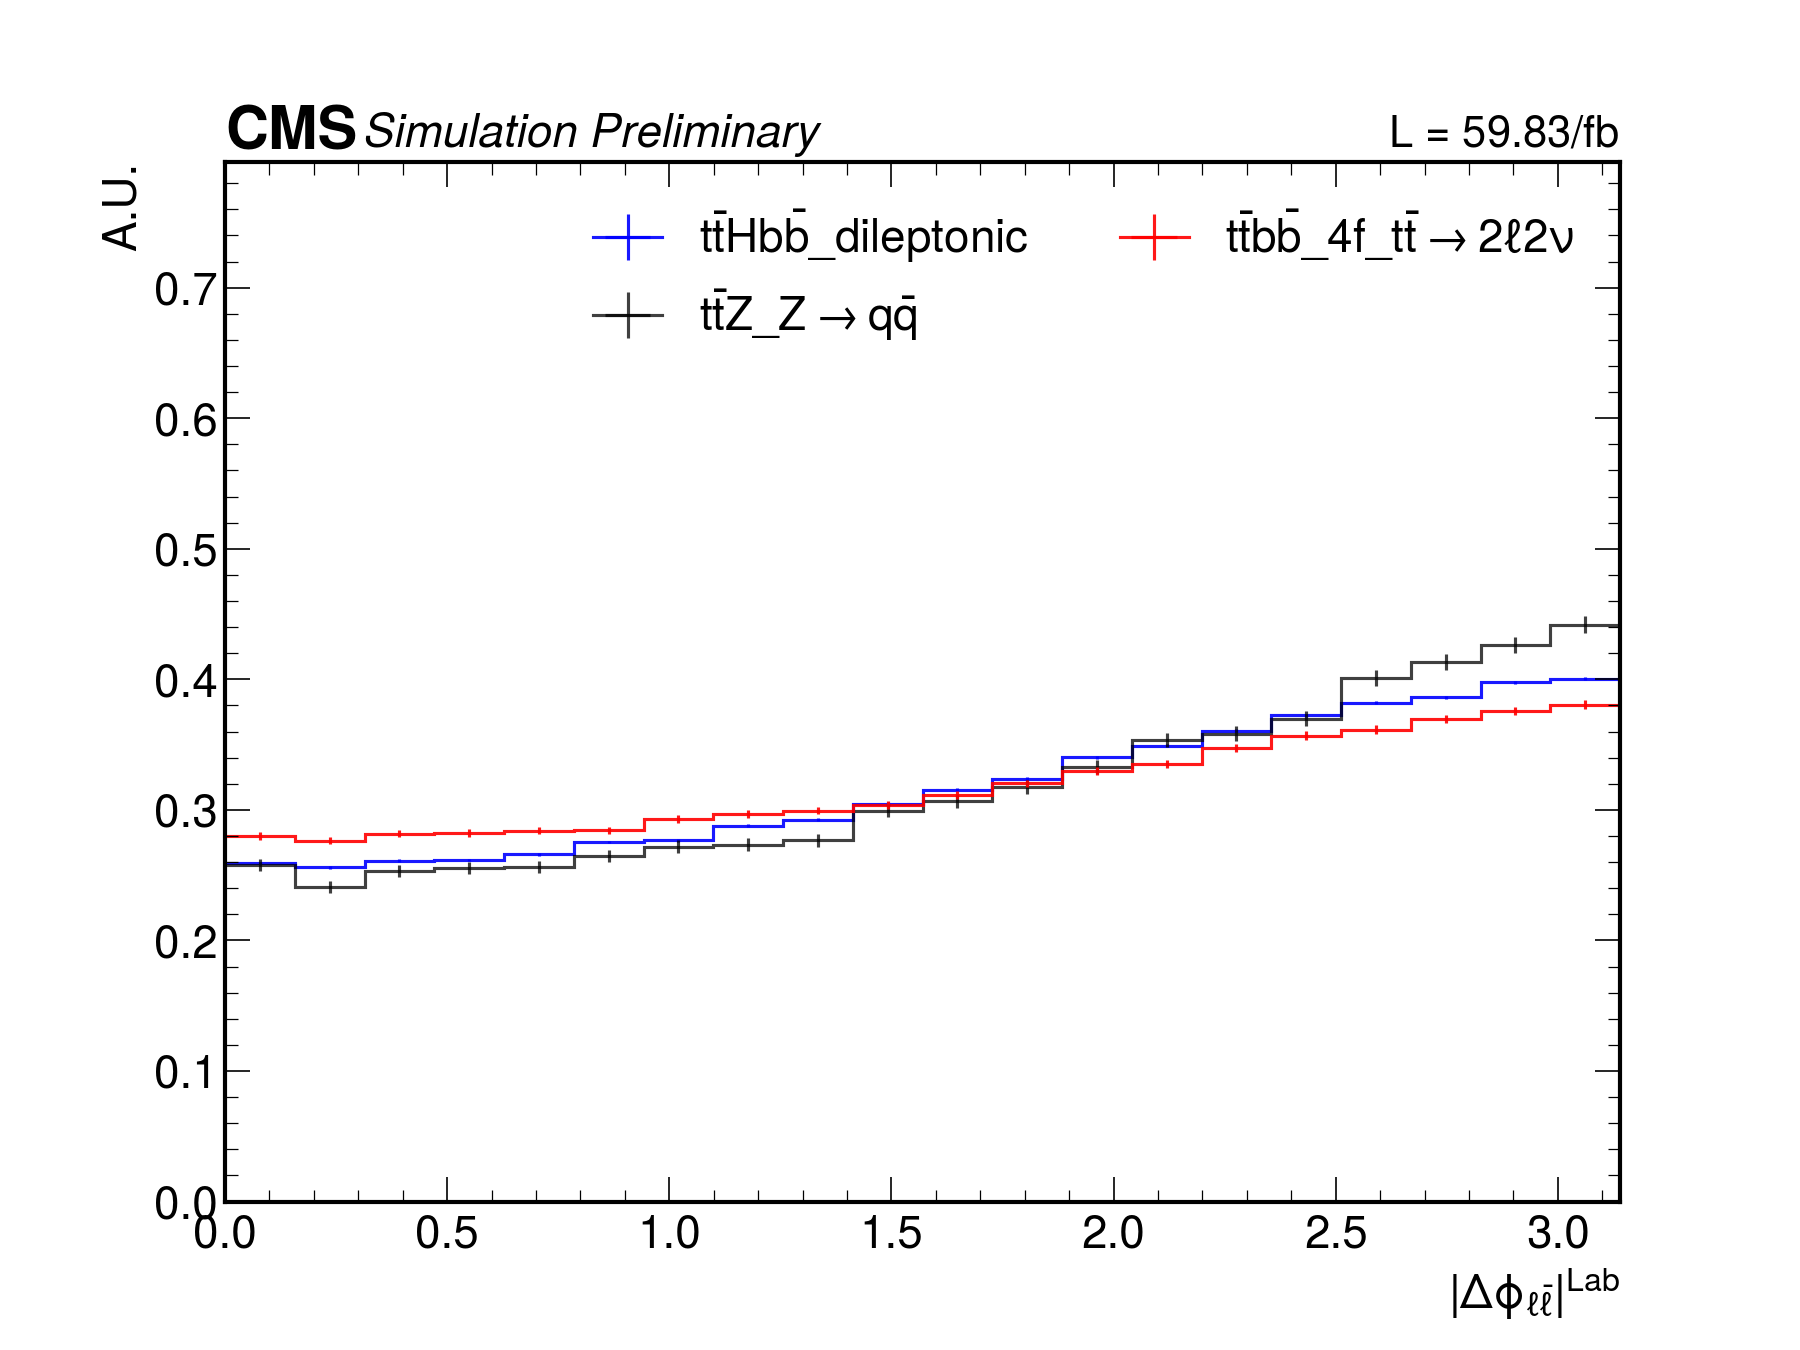 CMS Simulation Preliminary L = 59.83/fb
A.U.
tt̄Hbb̄_dileptonic tt̄bb̄_4f_tt̄ → 2ℓ2ν
tt̄Z_Z → qq̄
0.7
0.6
0.5
0.4
0.3
0.2
0.1
0.0
0.0 0.5 1.0 1.5 2.0 2.5 3.0
|Δϕ_ℓℓ̄|^Lab